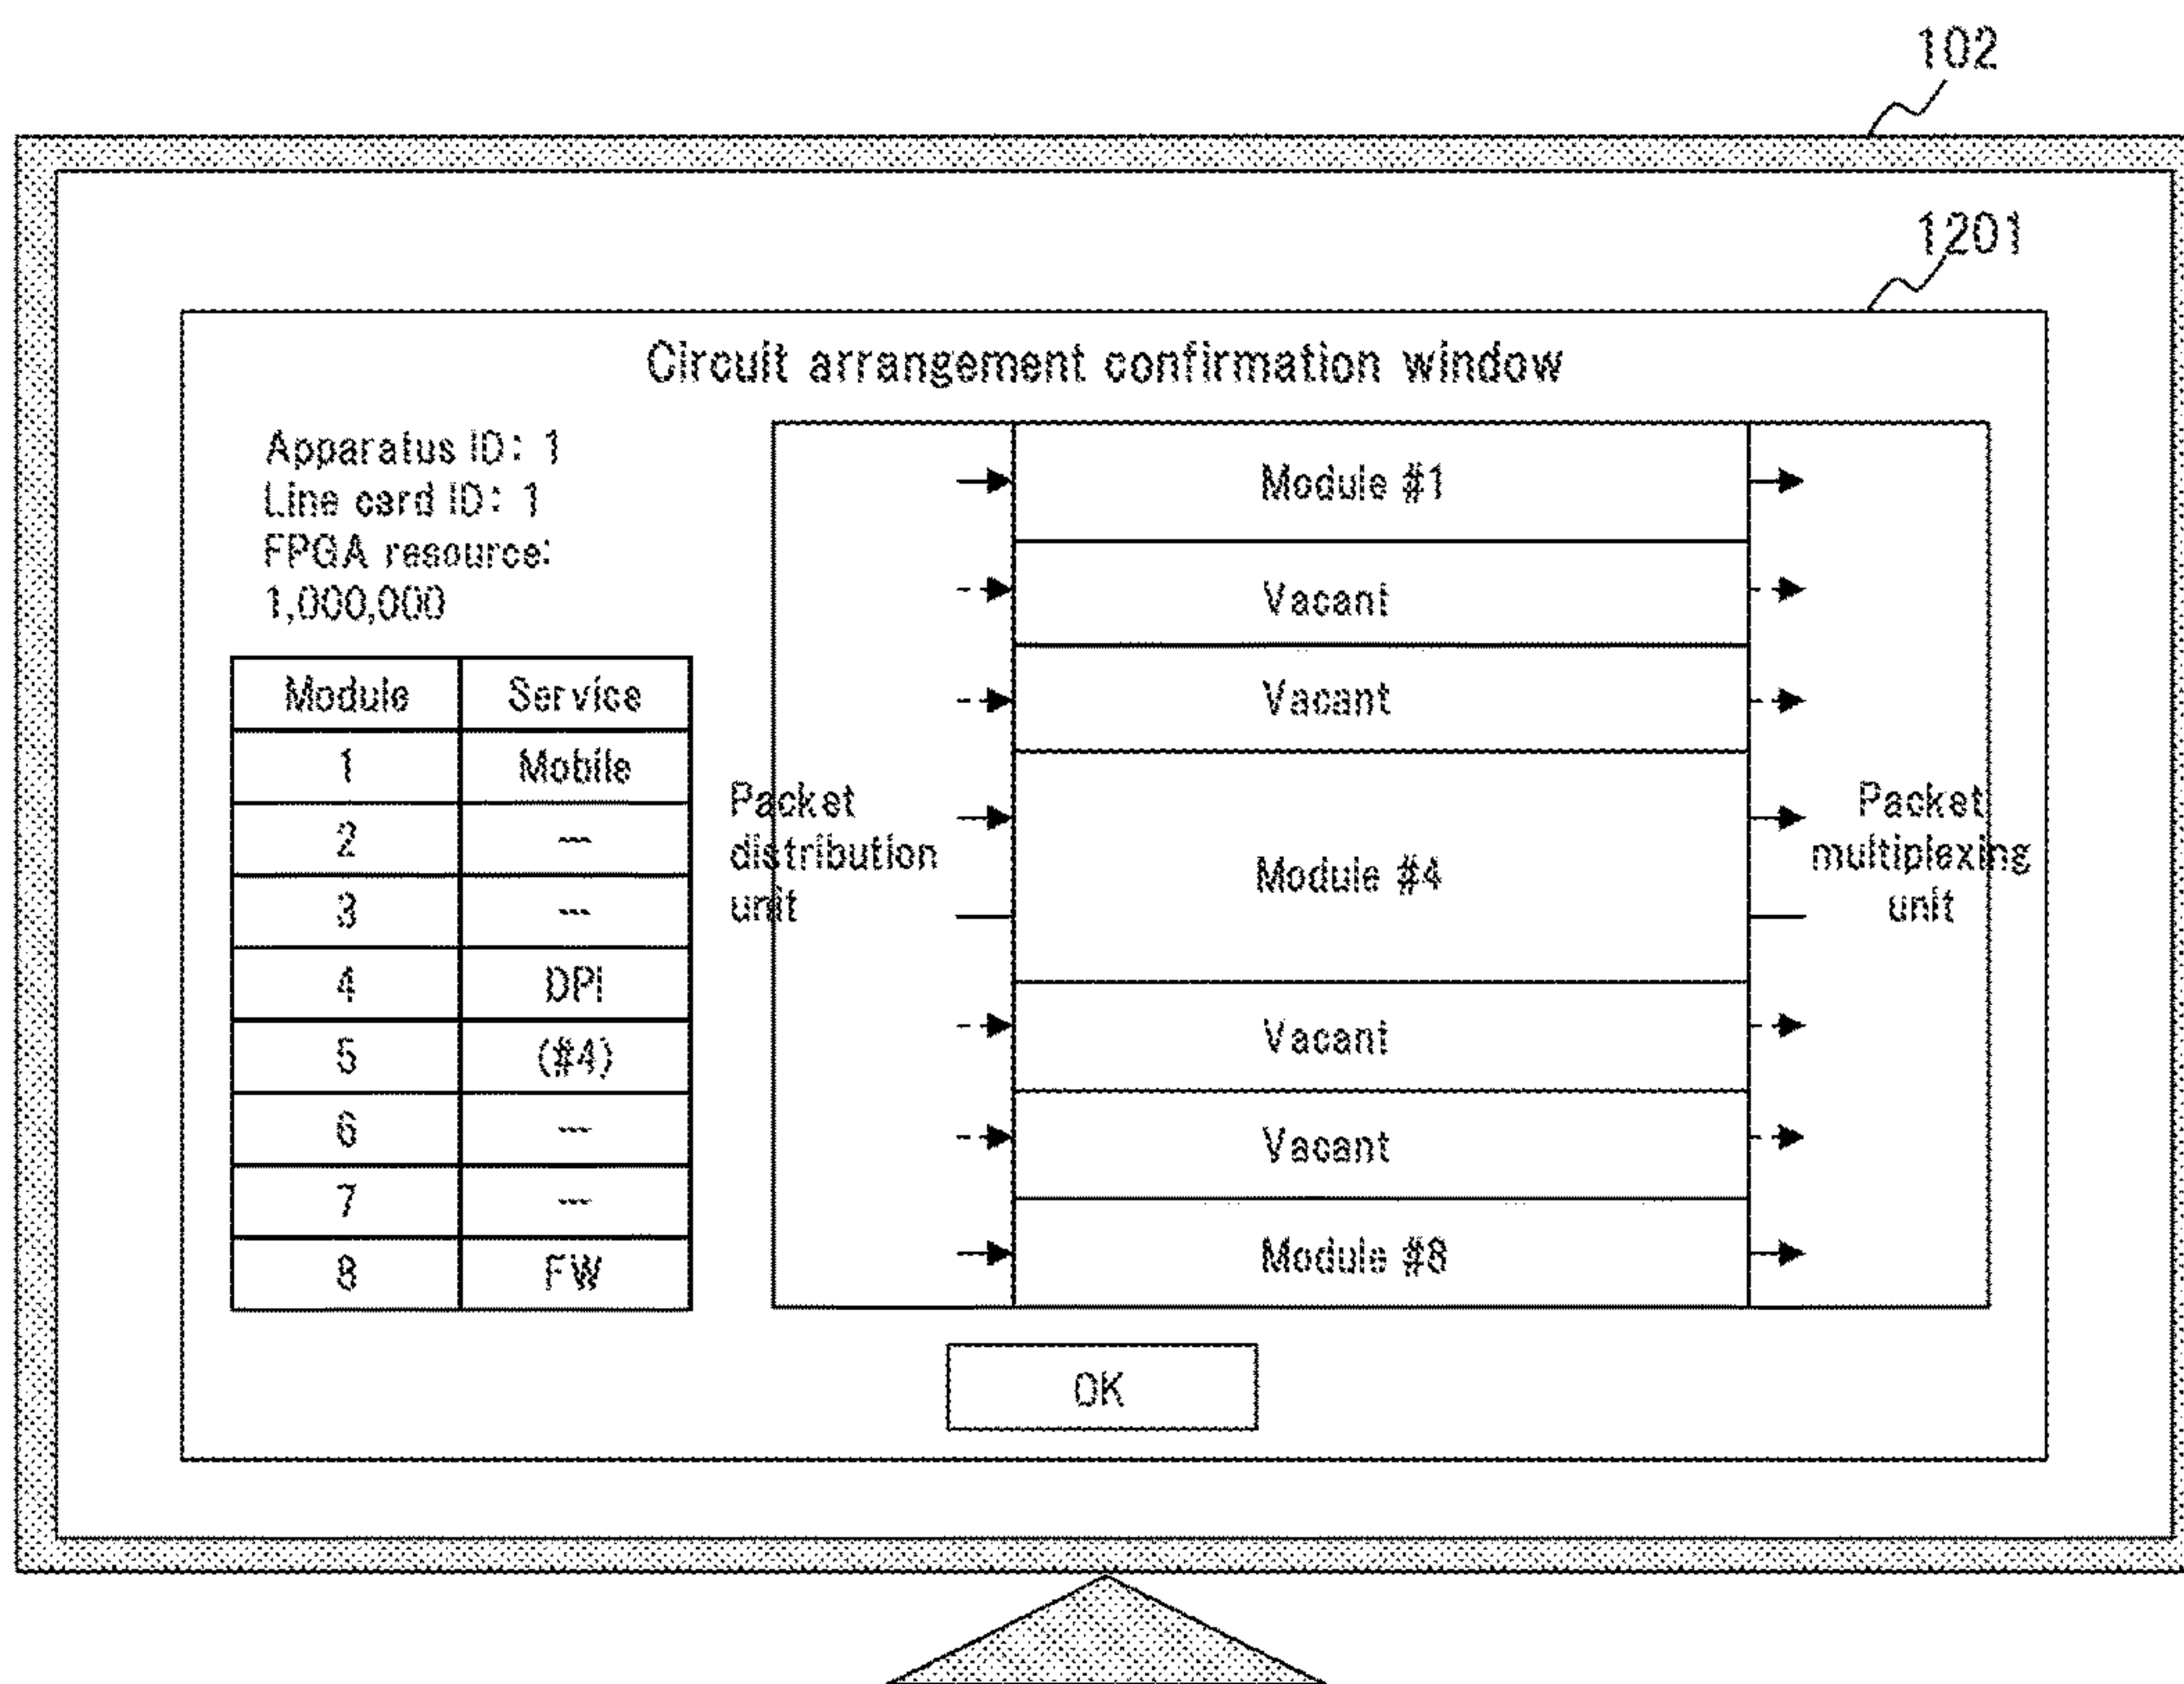 102
1201
Circuit arrangement confirmation window
Apparatus ID: 1
Line card ID: 1
FPGA resource:
1,000,000
Module Service
1 Mobile
2 ---
3 ---
4 DPI
5 (#4)
6 ---
7 ---
8 FW
Packet
distribution
unit
Module #1
Vacant
Vacant
Module #4
Vacant
Vacant
Module #8
Packet
multiplexing
unit
OK